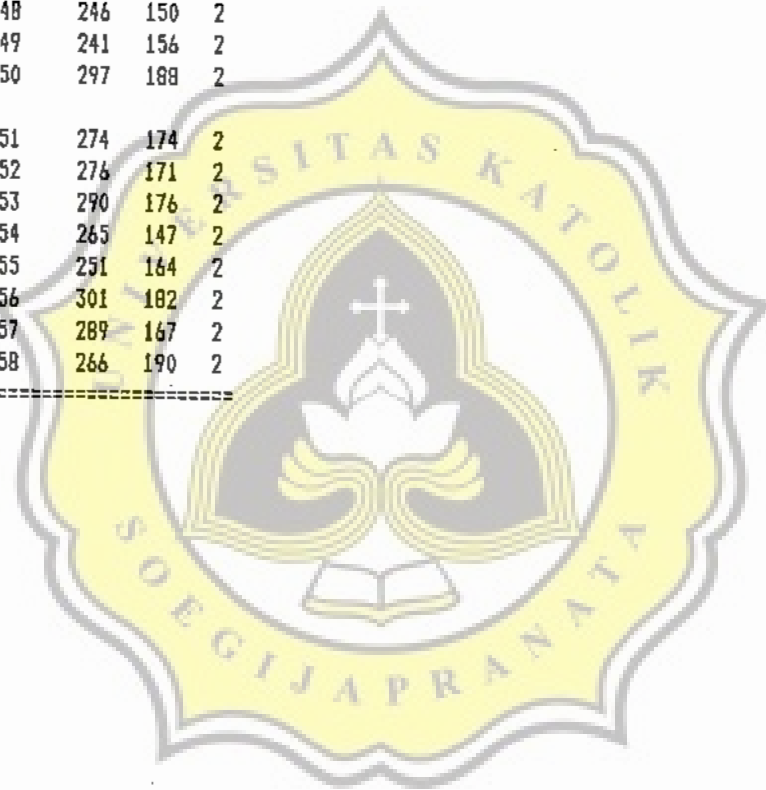 48 246 150 2
49 241 156 2
50 297 188 2
51 274 174 2
52 276 171 2
53 290 176 2
54 265 147 2
55 251 164 2
56 301 182 2
57 289 167 2
58 266 190 2
=======================
UNIVERSITAS KATOLIK
SOEGIJAPRANATA